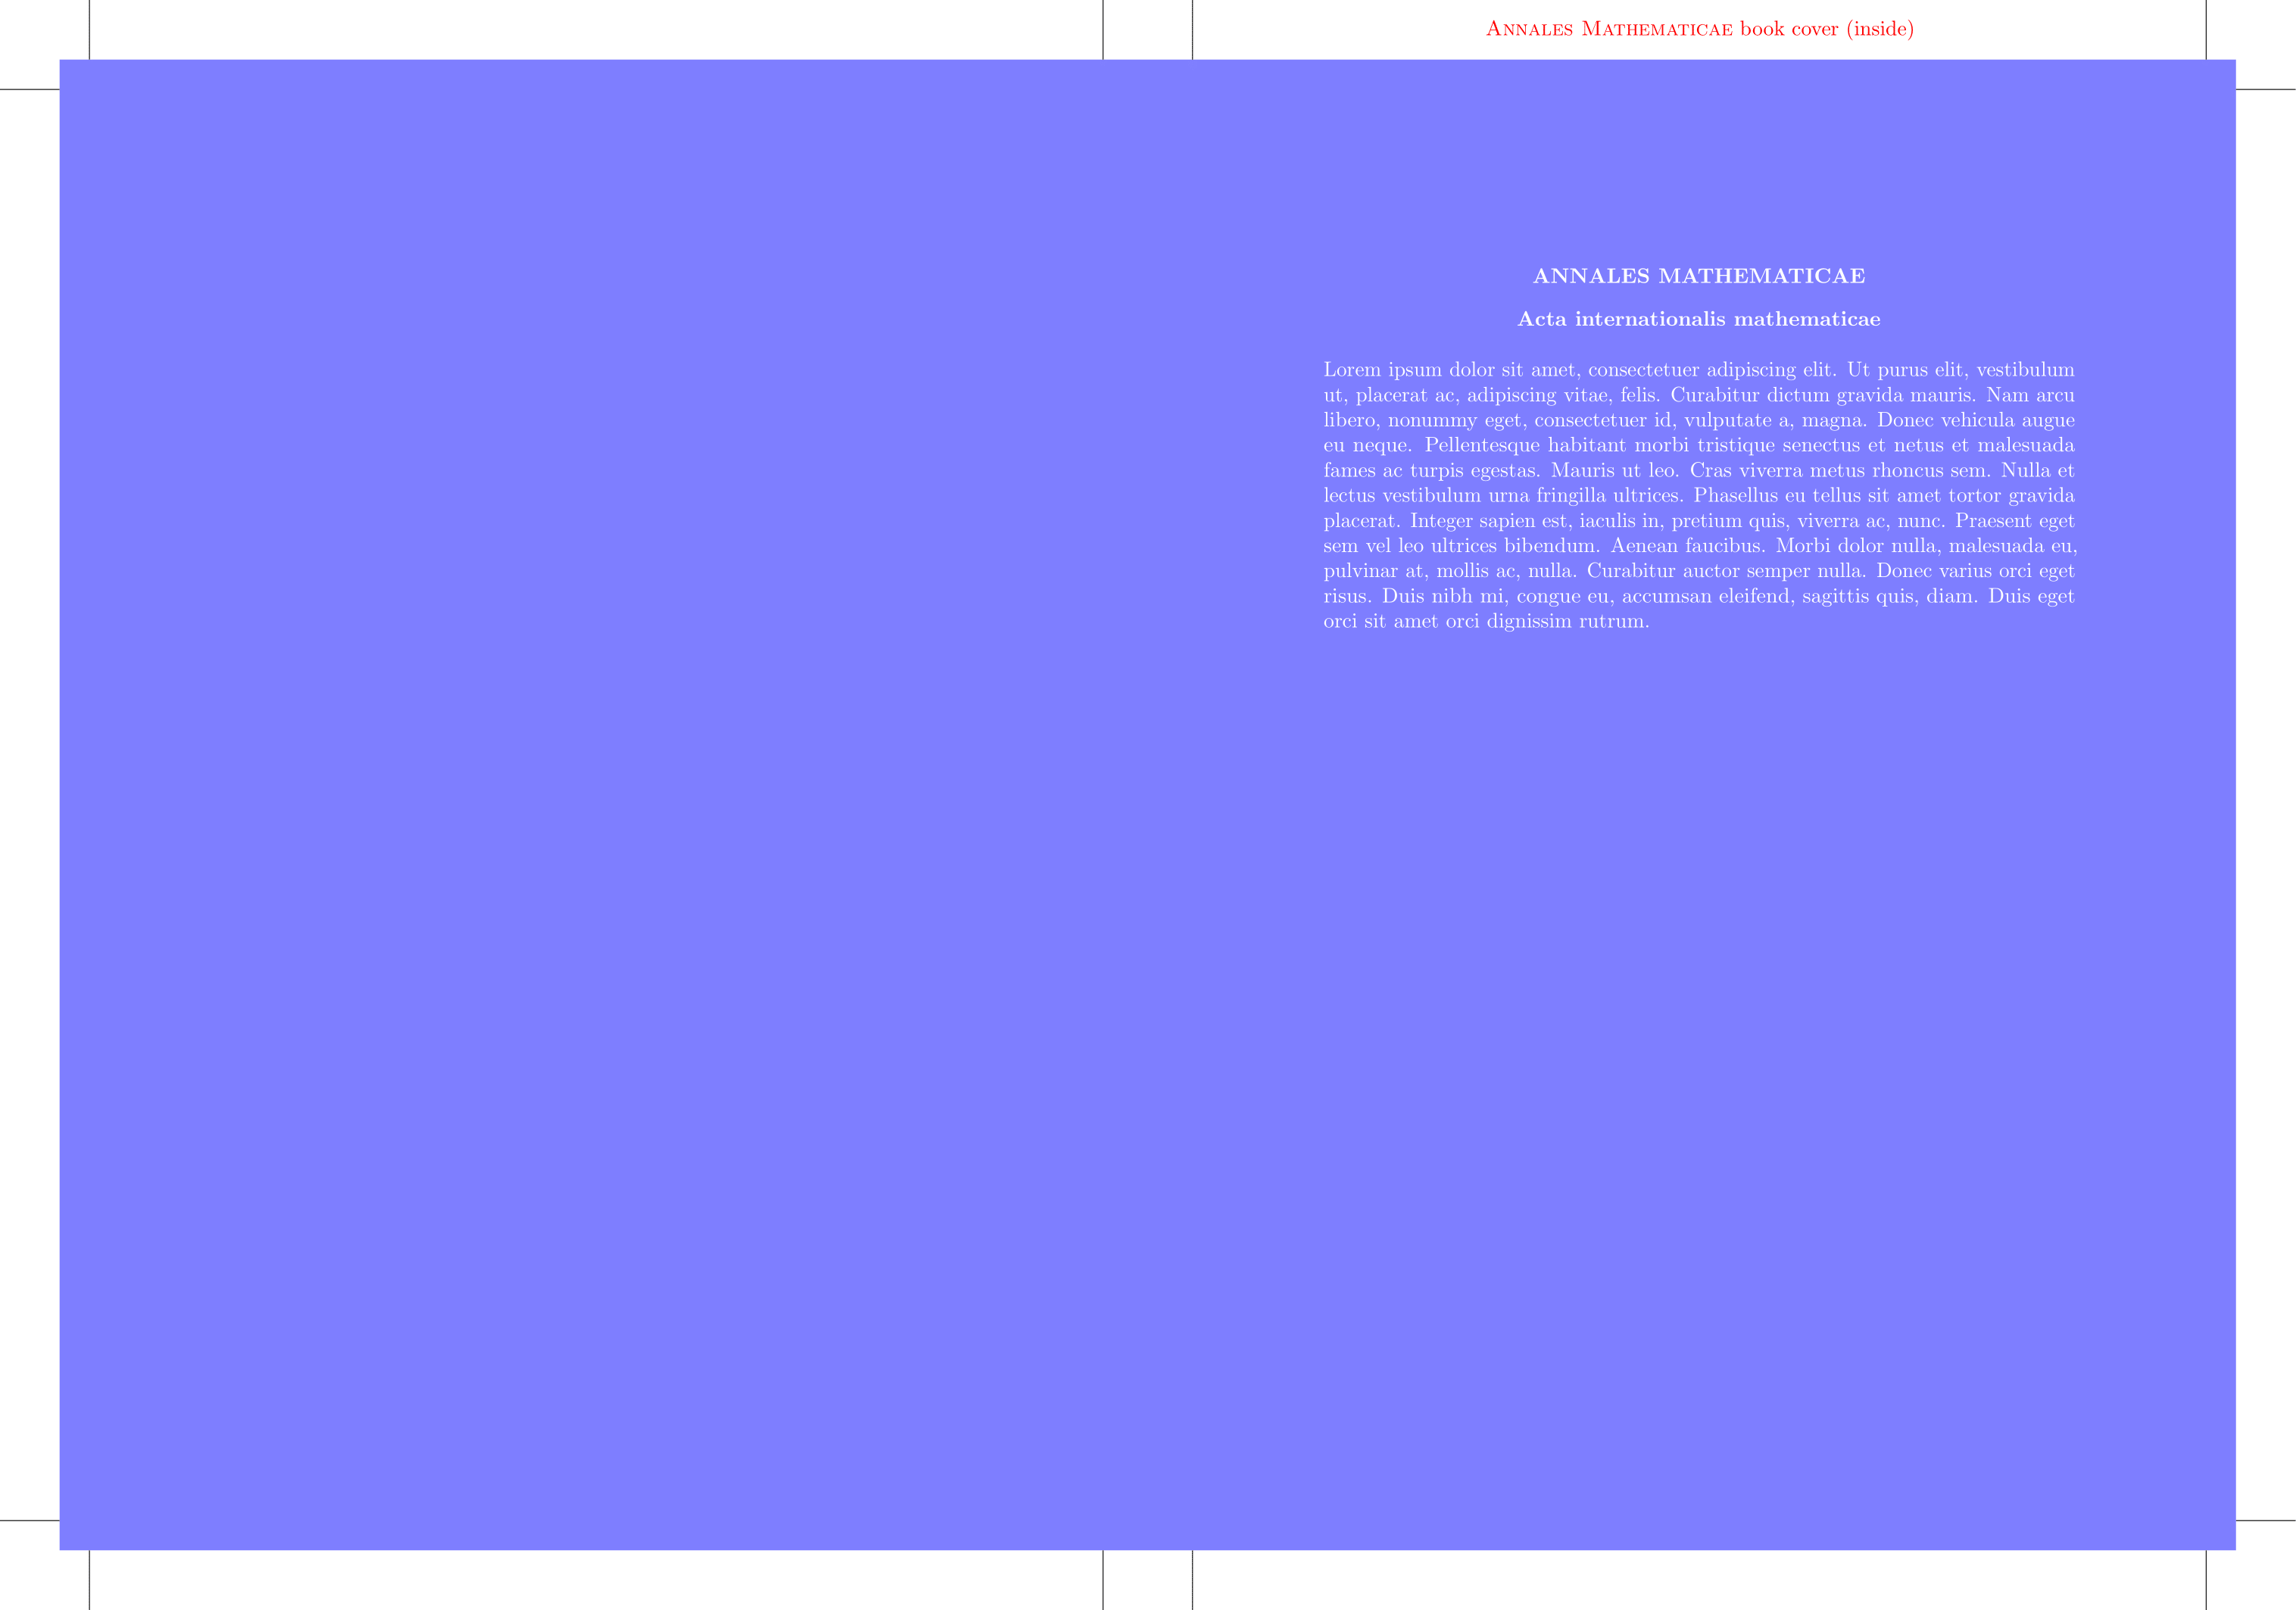 Annales Mathematicae book cover (inside)
ANNALES MATHEMATICAE
Acta internationalis mathematicae
Lorem ipsum dolor sit amet, consectetuer adipiscing elit. Ut purus elit, vestibulum
ut, placerat ac, adipiscing vitae, felis. Curabitur dictum gravida mauris. Nam arcu
libero, nonummy eget, consectetuer id, vulputate a, magna. Donec vehicula augue
eu neque. Pellentesque habitant morbi tristique senectus et netus et malesuada
fames ac turpis egestas. Mauris ut leo. Cras viverra metus rhoncus sem. Nulla et
lectus vestibulum urna fringilla ultrices. Phasellus eu tellus sit amet tortor gravida
placerat. Integer sapien est, iaculis in, pretium quis, viverra ac, nunc. Praesent eget
sem vel leo ultrices bibendum. Aenean faucibus. Morbi dolor nulla, malesuada eu,
pulvinar at, mollis ac, nulla. Curabitur auctor semper nulla. Donec varius orci eget
risus. Duis nibh mi, congue eu, accumsan eleifend, sagittis quis, diam. Duis eget
orci sit amet orci dignissim rutrum.